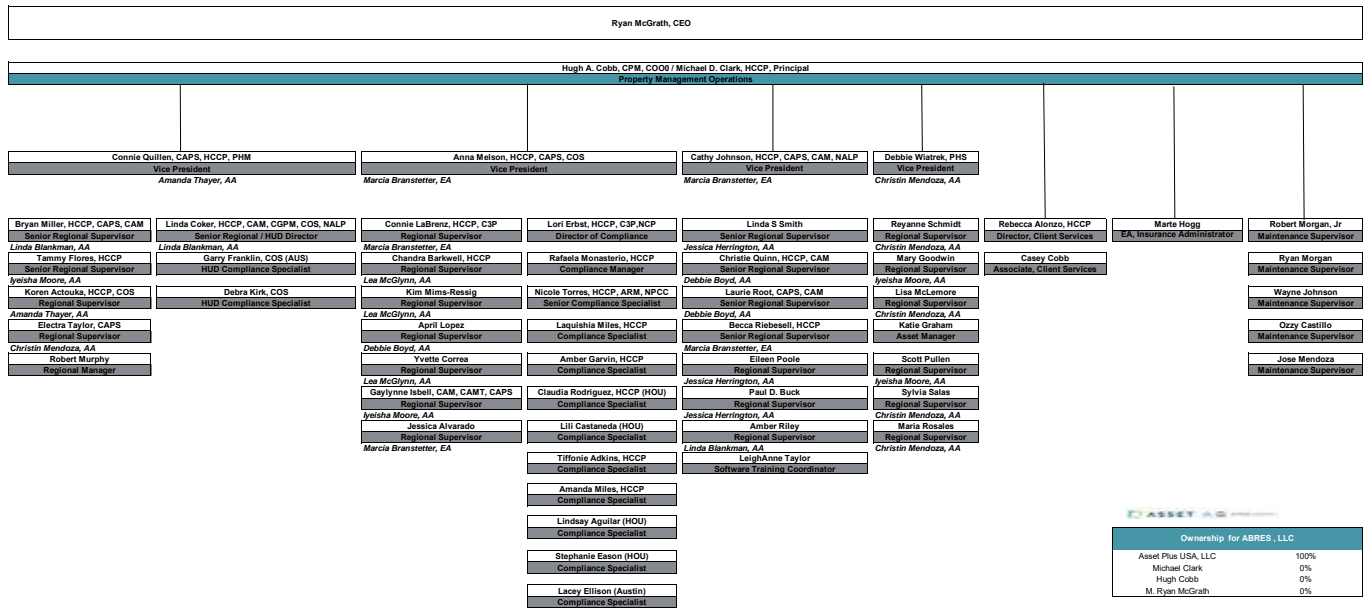 Ryan McGrath, CEO
Hugh A. Cobb, CPM, COO0 / Michael D. Clark, HCCP, Principal
Property Management Operations
Connie Quillen, CAPS, HCCP, PHM
Vice President
Amanda Thayer, AA
Anna Melson, HCCP, CAPS, COS
Vice President
Marcia Branstetter, EA
Cathy Johnson, HCCP, CAPS, CAM, NALP
Vice President
Marcia Branstetter, EA
Debbie Wiatrek, PHS
Vice President
Christin Mendoza, AA
Bryan Miller, HCCP, CAPS, CAM
Senior Regional Supervisor
Linda Blankman, AA
Tammy Flores, HCCP
Senior Regional Supervisor
Iyeisha Moore, AA
Koren Actouka, HCCP, COS
Regional Supervisor
Amanda Thayer, AA
Electra Taylor, CAPS
Regional Supervisor
Christin Mendoza, AA
Robert Murphy
Regional Manager
Linda Coker, HCCP, CAM, CGPM, COS, NALP
Senior Regional / HUD Director
Linda Blankman, AA
Garry Franklin, COS (AUS)
HUD Compliance Specialist
Debra Kirk, COS
HUD Compliance Specialist
Connie LaBrenz, HCCP, C3P
Regional Supervisor
Marcia Branstetter, EA
Chandra Barkwell, HCCP
Regional Supervisor
Lea McGlynn, AA
Kim Mims-Ressig
Regional Supervisor
Lea McGlynn, AA
April Lopez
Regional Supervisor
Debbie Boyd, AA
Yvette Correa
Regional Supervisor
Lea McGlynn, AA
Gaylynne Isbell, CAM, CAMT, CAPS
Regional Supervisor
Iyeisha Moore, AA
Jessica Alvarado
Regional Supervisor
Marcia Branstetter, EA
Lori Erbst, HCCP, C3P,NCP
Director of Compliance
Rafaela Monasterio, HCCP
Compliance Manager
Nicole Torres, HCCP, ARM, NPCC
Senior Compliance Specialist
Laquishia Miles, HCCP
Compliance Specialist
Amber Garvin, HCCP
Compliance Specialist
Claudia Rodriguez, HCCP (HOU)
Compliance Specialist
Lili Castaneda (HOU)
Compliance Specialist
Tiffonie Adkins, HCCP
Compliance Specialist
Amanda Miles, HCCP
Compliance Specialist
Lindsay Aguilar (HOU)
Compliance Specialist
Stephanie Eason (HOU)
Compliance Specialist
Lacey Ellison (Austin)
Compliance Specialist
Linda S Smith
Senior Regional Supervisor
Jessica Herrington, AA
Christie Quinn, HCCP, CAM
Senior Regional Supervisor
Debbie Boyd, AA
Laurie Root, CAPS, CAM
Senior Regional Supervisor
Debbie Boyd, AA
Becca Riebesell, HCCP
Senior Regional Supervisor
Marcia Branstetter, EA
Eileen Poole
Regional Supervisor
Jessica Herrington, AA
Paul D. Buck
Regional Supervisor
Jessica Herrington, AA
Amber Riley
Regional Supervisor
Linda Blankman, AA
LeighAnne Taylor
Software Training Coordinator
Reyanne Schmidt
Regional Supervisor
Christin Mendoza, AA
Mary Goodwin
Regional Supervisor
Iyeisha Moore, AA
Lisa McLemore
Regional Supervisor
Christin Mendoza, AA
Katie Graham
Asset Manager
Scott Pullen
Regional Supervisor
Iyeisha Moore, AA
Sylvia Salas
Regional Supervisor
Christin Mendoza, AA
Maria Rosales
Regional Supervisor
Christin Mendoza, AA
Rebecca Alonzo, HCCP
Director, Client Services
Casey Cobb
Associate, Client Services
Marte Hogg
EA, Insurance Administrator
Robert Morgan, Jr
Maintenance Supervisor
Ryan Morgan
Maintenance Supervisor
Wayne Johnson
Maintenance Supervisor
Ozzy Castillo
Maintenance Supervisor
Jose Mendoza
Maintenance Supervisor
ASSET
Ownership for ABRES , LLC
Asset Plus USA, LLC 100%
Michael Clark 0%
Hugh Cobb 0%
M. Ryan McGrath 0%